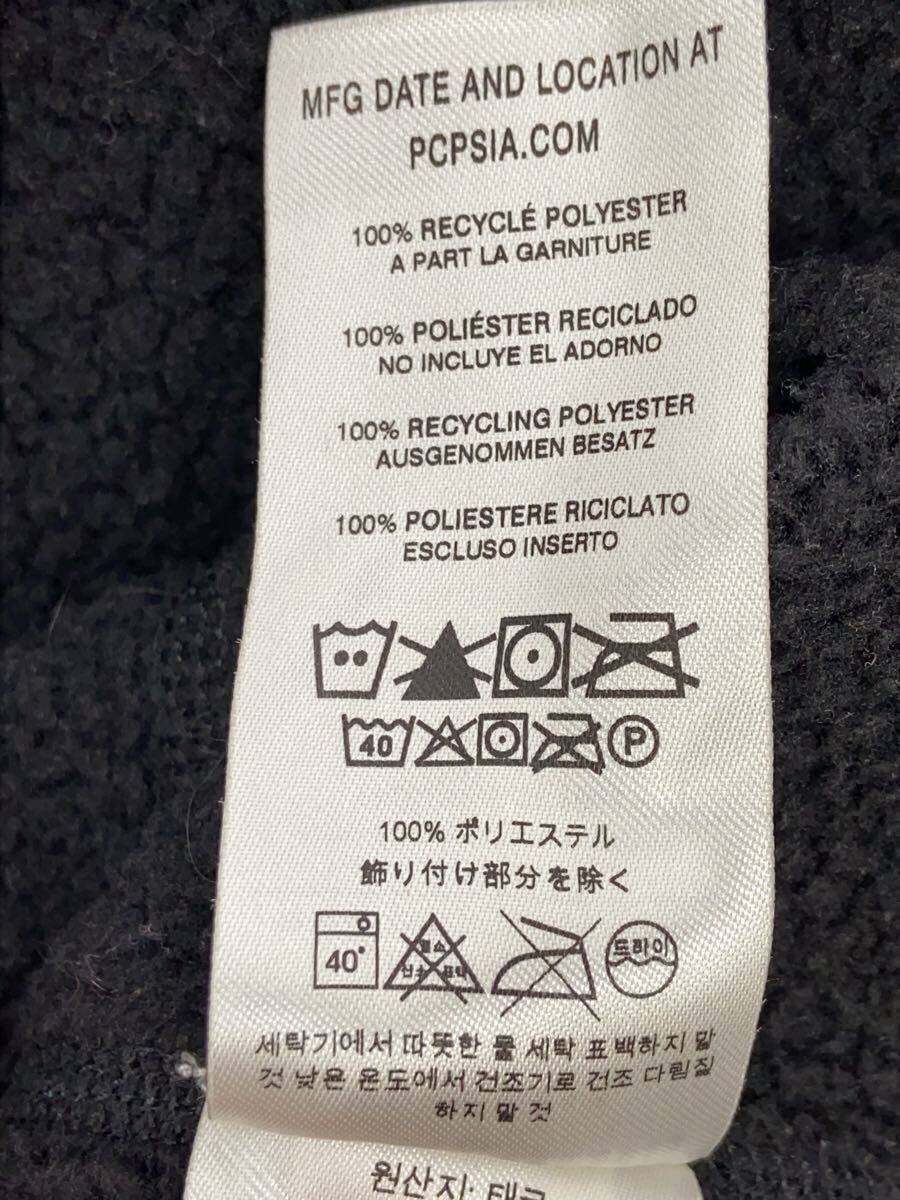 MFG DATE AND LOCATION AT
PCPSIA.COM
100% RECYCLÉ POLYESTER
A PART LA GARNITURE
100% POLIÉSTER RECICLADO
NO INCLUYE EL ADORNO
100% RECYCLING POLYESTER
AUSGENOMMEN BESATZ
100% POLIESTERE RICICLATO
ESCLUSO INSERTO
40 P
100% ポリエステル
飾り付け部分を除く
40° 드라이
세탁기에서 따뜻한 물 세탁 표백하지 말
것 낮은 온도에서 건조기로 건조 다림질
하지 말 것
원산지: